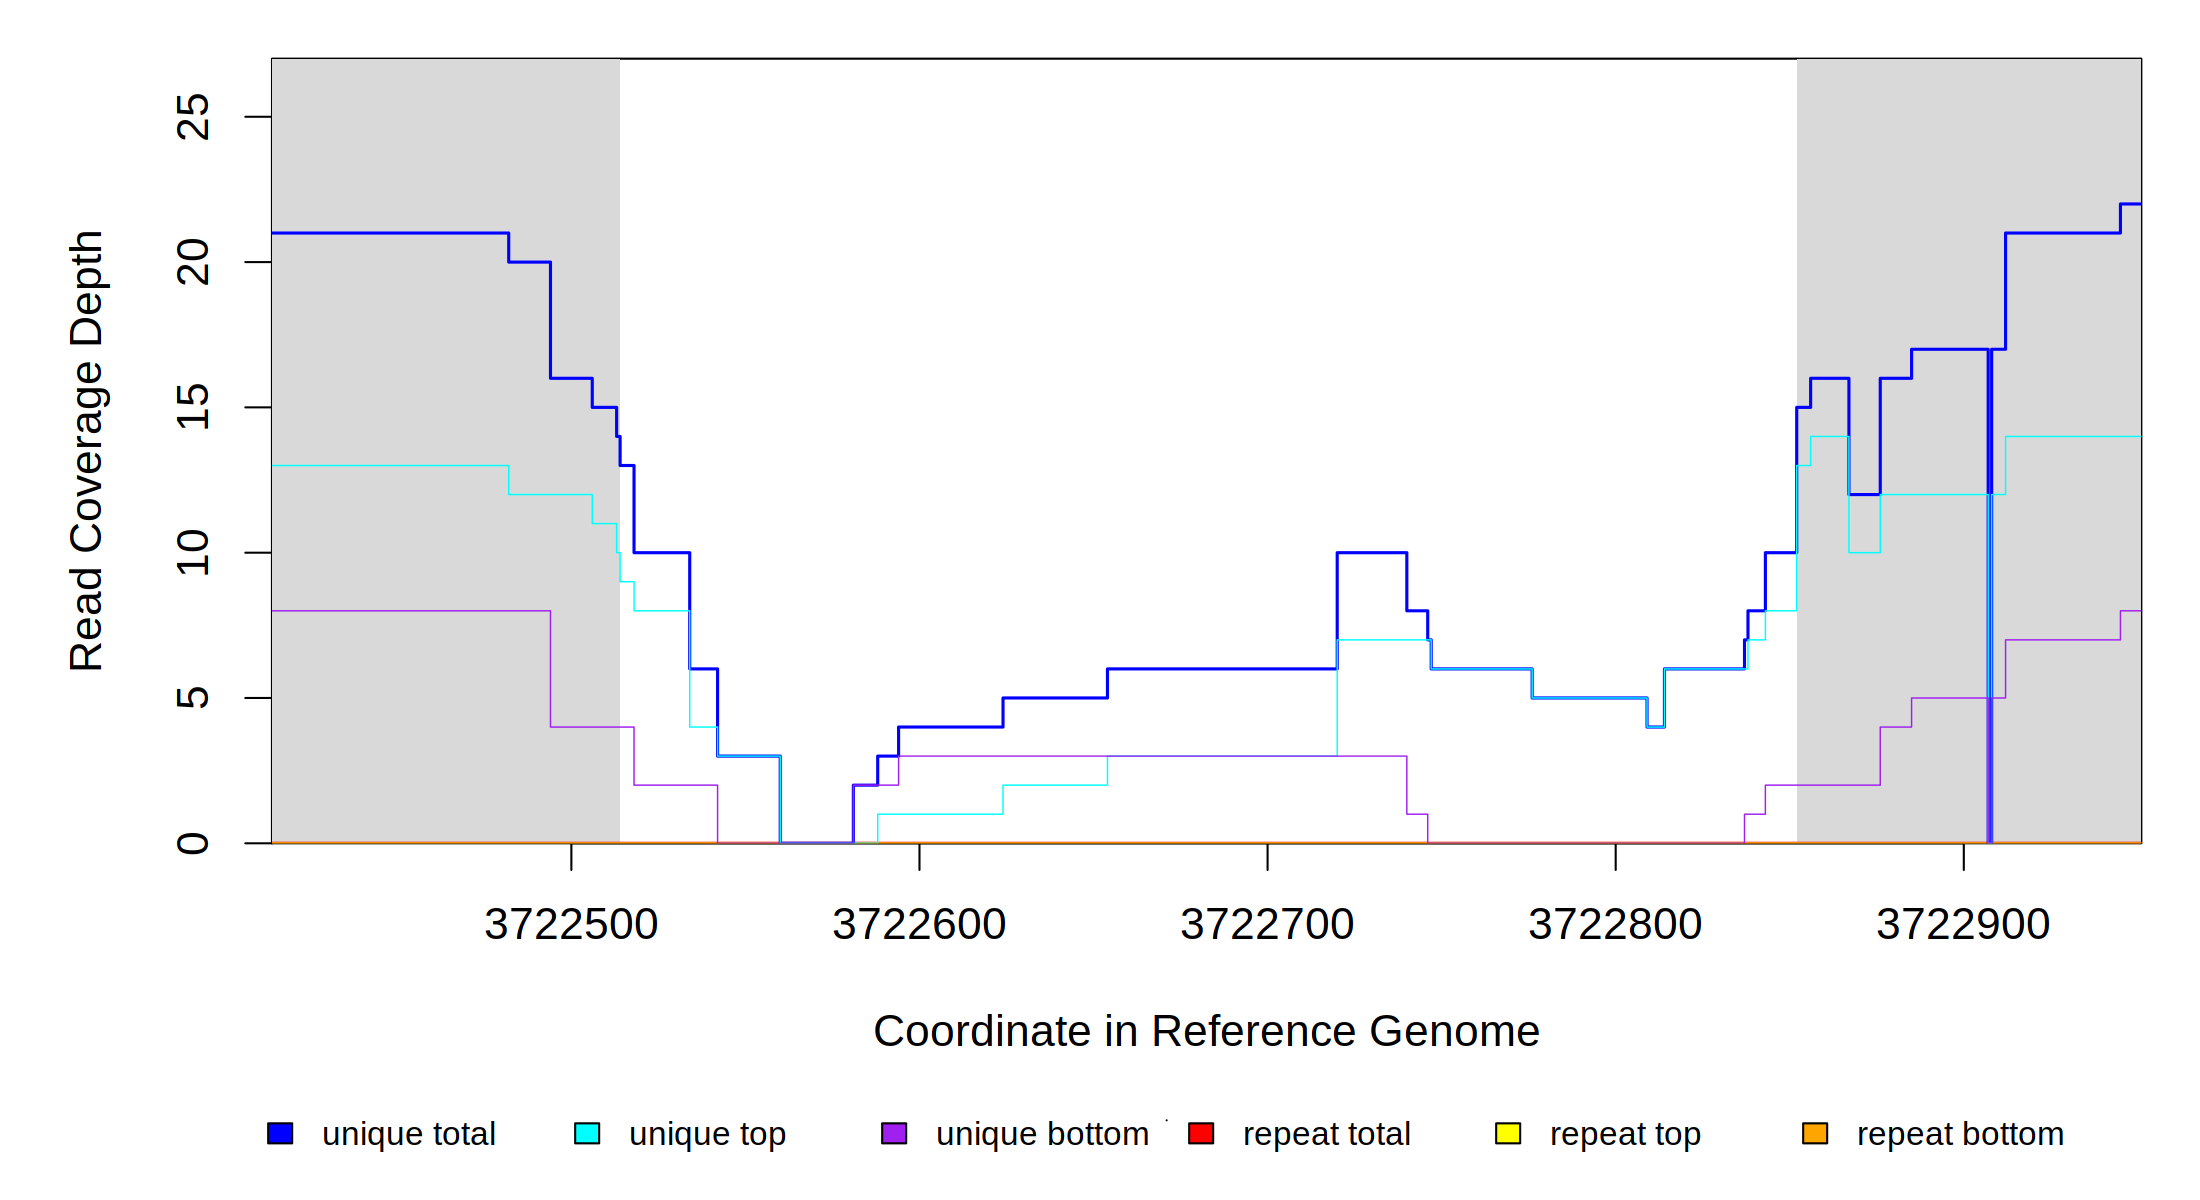 25
20
15
10
5
0
Read Coverage Depth
3722500 3722600 3722700 3722800 3722900
Coordinate in Reference Genome
unique total unique top unique bottom repeat total repeat top repeat bottom